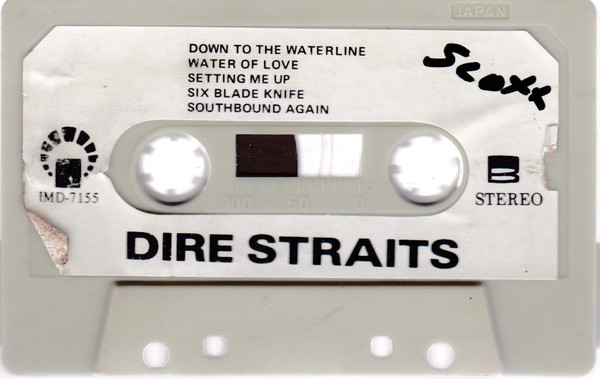 JAPAN
DOWN TO THE WATERLINE
WATER OF LOVE
SETTING ME UP
SIX BLADE KNIFE
SOUTHBOUND AGAIN
Scott
IMD-7155
B
STEREO
100 50 0
DIRE STRAITS